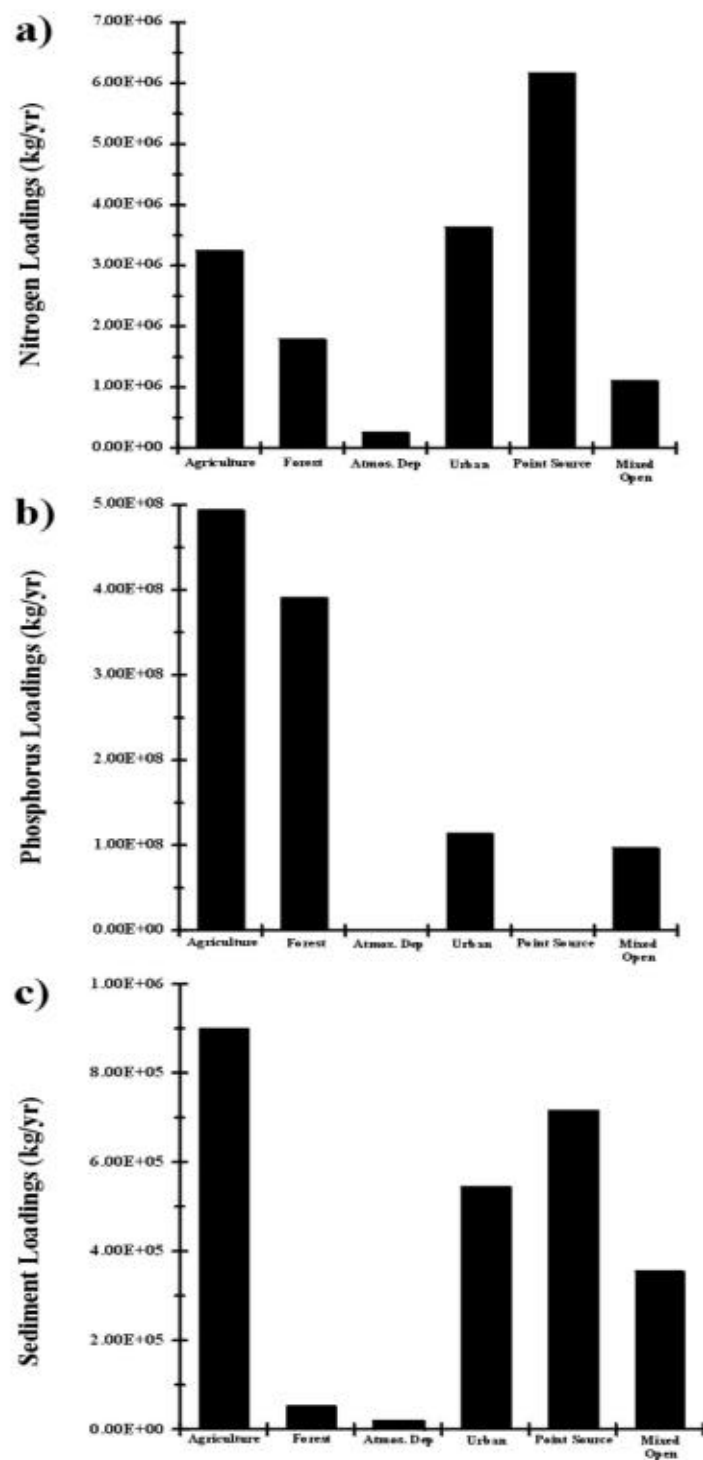 a)
Nitrogen Loadings (kg/yr)
7.00E+06
6.00E+06
5.00E+06
4.00E+06
3.00E+06
2.00E+06
1.00E+06
0.00E+00
Agriculture Forest Atmos. Dep Urban Point Source Mixed
Open
b)
Phosphorus Loadings (kg/yr)
5.00E+08
4.00E+08
3.00E+08
2.00E+08
1.00E+08
0.00E+00
Agriculture Forest Atmos. Dep Urban Point Source Mixed
Open
c)
Sediment Loadings (kg/yr)
1.00E+06
8.00E+05
6.00E+05
4.00E+05
2.00E+05
0.00E+00
Agriculture Forest Atmos. Dep Urban Point Source Mixed
Open